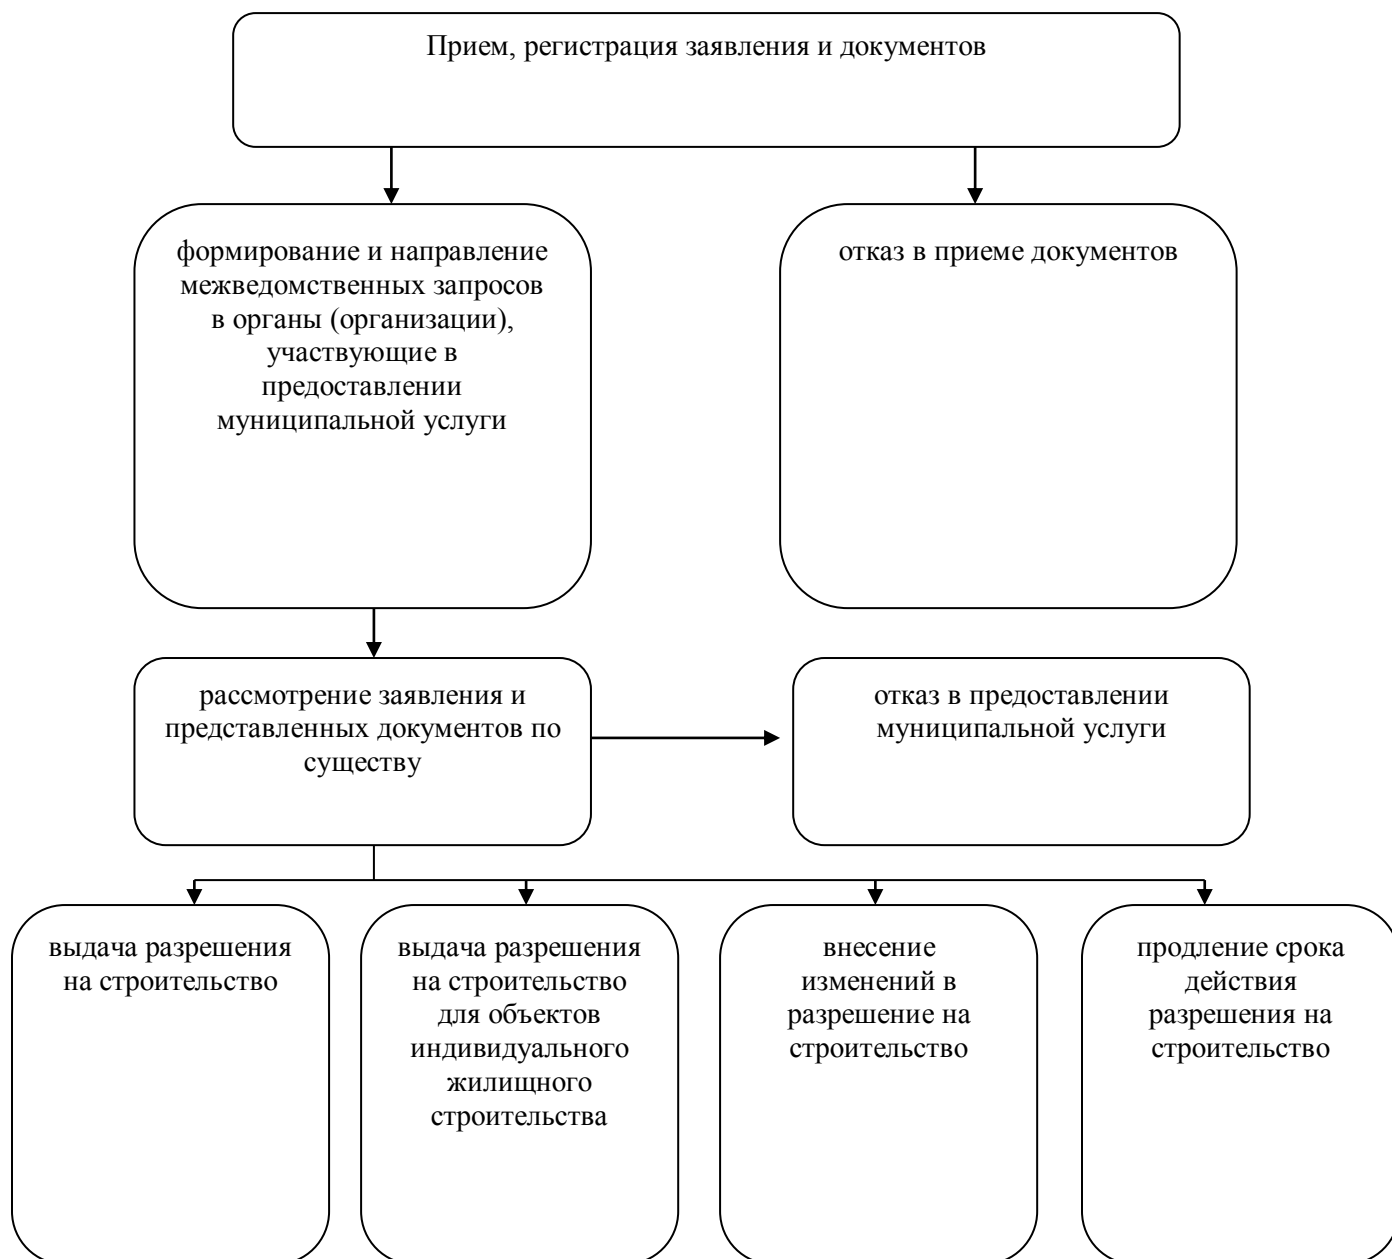 Прием, регистрация заявления и документов
формирование и направление
межведомственных запросов
в органы (организации),
участвующие в
предоставлении
муниципальной услуги
отказ в приеме документов
рассмотрение заявления и
представленных документов по
существу
отказ в предоставлении
муниципальной услуги
выдача разрешения
на строительство
выдача разрешения
на строительство
для объектов
индивидуального
жилищного
строительства
внесение
изменений в
разрешение на
строительство
продление срока
действия
разрешения на
строительство